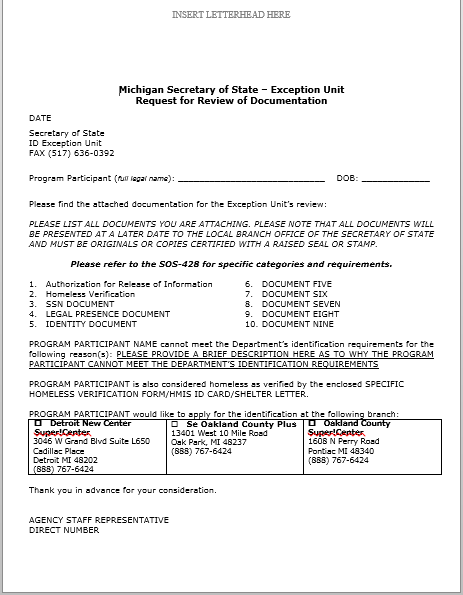 INSERT LETTERHEAD HERE
Michigan Secretary of State – Exception Unit
Request for Review of Documentation
DATE
Secretary of State
ID Exception Unit
FAX (517) 636-0392
Program Participant (full legal name): ____________________________ DOB: _____________
Please find the attached documentation for the Exception Unit's review:
PLEASE LIST ALL DOCUMENTS YOU ARE ATTACHING. PLEASE NOTE THAT ALL DOCUMENTS WILL
BE PRESENTED AT A LATER DATE TO THE LOCAL BRANCH OFFICE OF THE SECRETARY OF STATE
AND MUST BE ORIGINALS OR COPIES CERTIFIED WITH A RAISED SEAL OR STAMP.
Please refer to the SOS-428 for specific categories and requirements.
1. Authorization for Release of Information
2. Homeless Verification
3. SSN DOCUMENT
4. LEGAL PRESENCE DOCUMENT
5. IDENTITY DOCUMENT
6. DOCUMENT FIVE
7. DOCUMENT SIX
8. DOCUMENT SEVEN
9. DOCUMENT EIGHT
10. DOCUMENT NINE
PROGRAM PARTICIPANT NAME cannot meet the Department's identification requirements for the
following reason(s): PLEASE PROVIDE A BRIEF DESCRIPTION HERE AS TO WHY THE PROGRAM
PARTICIPANT CANNOT MEET THE DEPARTMENT'S IDENTIFICATION REQUIREMENTS
PROGRAM PARTICIPANT is also considered homeless as verified by the enclosed SPECIFIC
HOMELESS VERIFICATION FORM/HMIS ID CARD/SHELTER LETTER.
PROGRAM PARTICIPANT would like to apply for the identification at the following branch:
☐ Detroit New Center
Super!Center
3046 W Grand Blvd Suite L650
Cadillac Place
Detroit MI 48202
(888) 767-6424
☐ Se Oakland County Plus
13401 West 10 Mile Road
Oak Park, MI 48237
(888) 767-6424
☐ Oakland County
Super!Center
1608 N Perry Road
Pontiac MI 48340
(888) 767-6424
Thank you in advance for your consideration.
AGENCY STAFF REPRESENTATIVE
DIRECT NUMBER